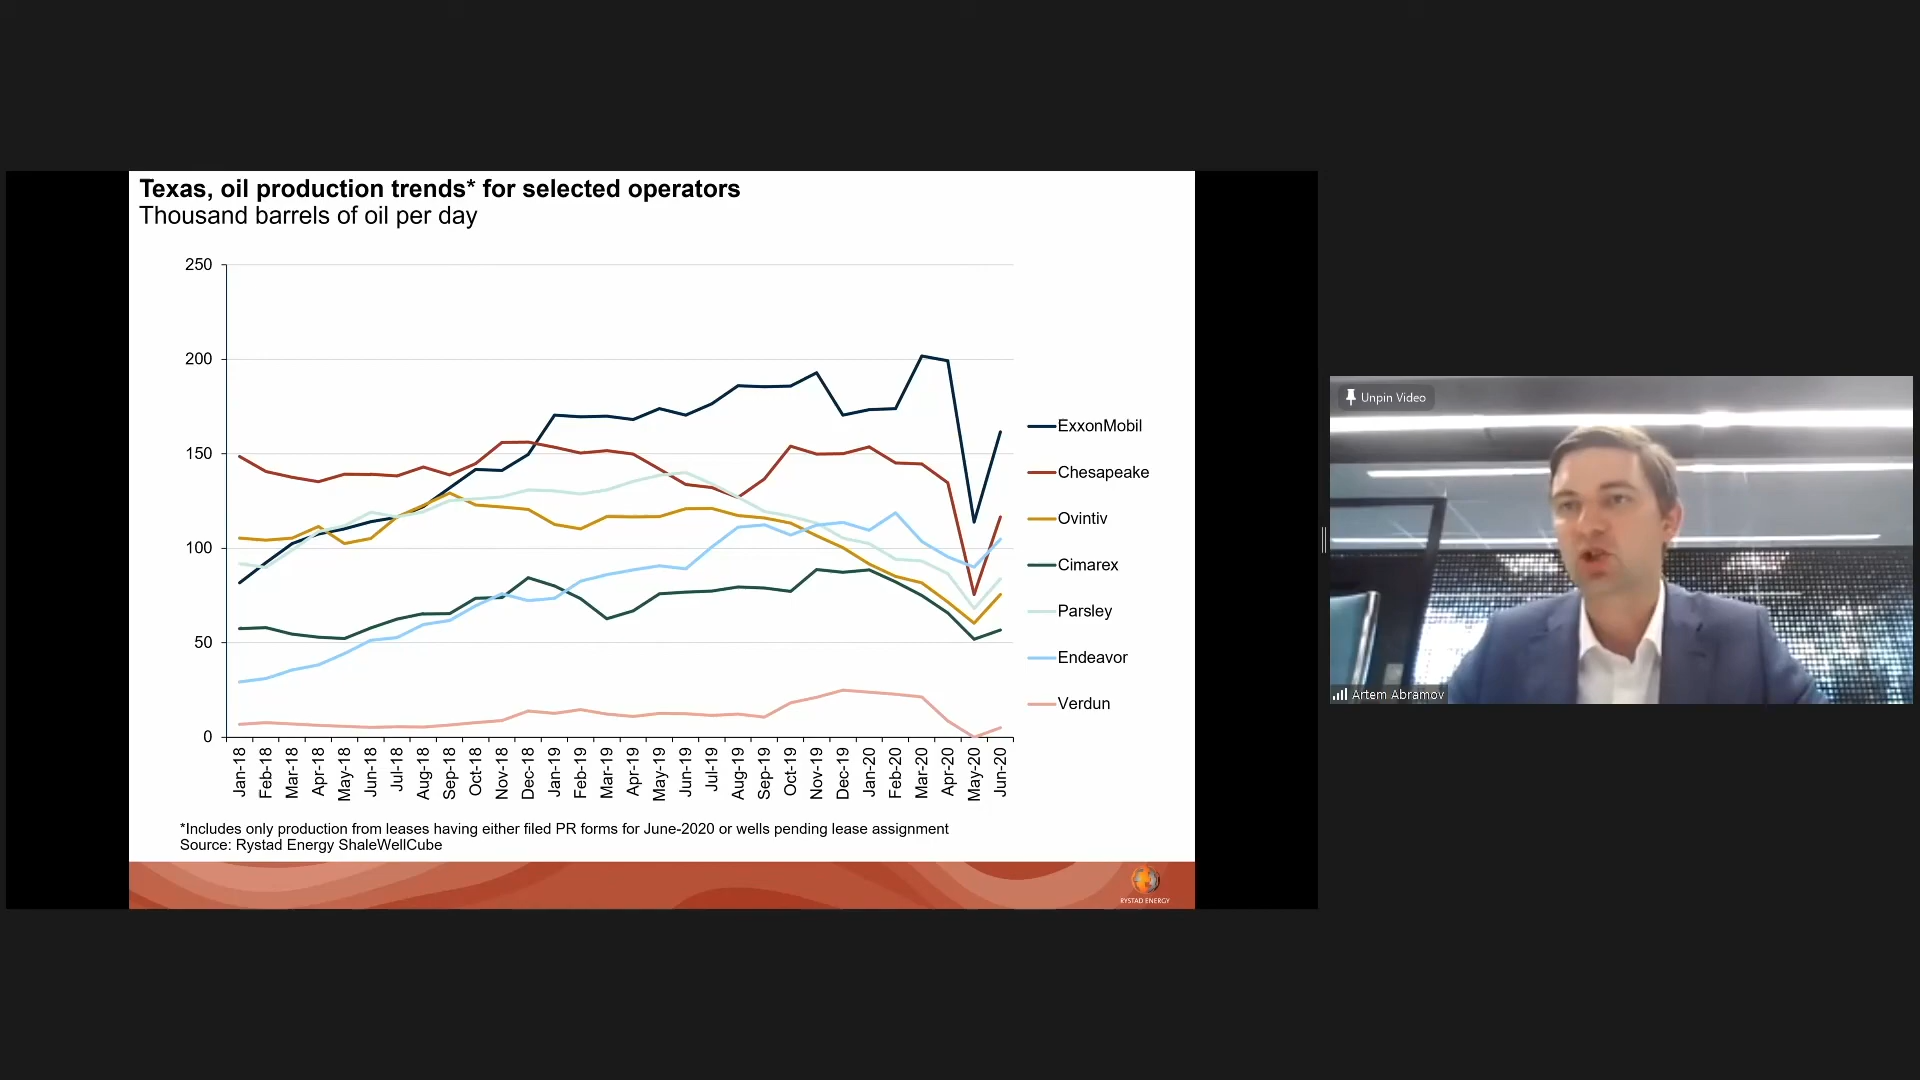 Texas, oil production trends* for selected operators
Thousand barrels of oil per day
250
200
150
100
50
0
Jan-18
Feb-18
Mar-18
Apr-18
May-18
Jun-18
Jul-18
Aug-18
Sep-18
Oct-18
Nov-18
Dec-18
Jan-19
Feb-19
Mar-19
Apr-19
May-19
Jun-19
Jul-19
Aug-19
Sep-19
Oct-19
Nov-19
Dec-19
Jan-20
Feb-20
Mar-20
Apr-20
May-20
Jun-20
ExxonMobil
Chesapeake
Ovintiv
Cimarex
Parsley
Endeavor
Verdun
*Includes only production from leases having either filed PR forms for June-2020 or wells pending lease assignment
Source: Rystad Energy ShaleWellCube
RYSTAD ENERGY
Unpin Video
Artem Abramov